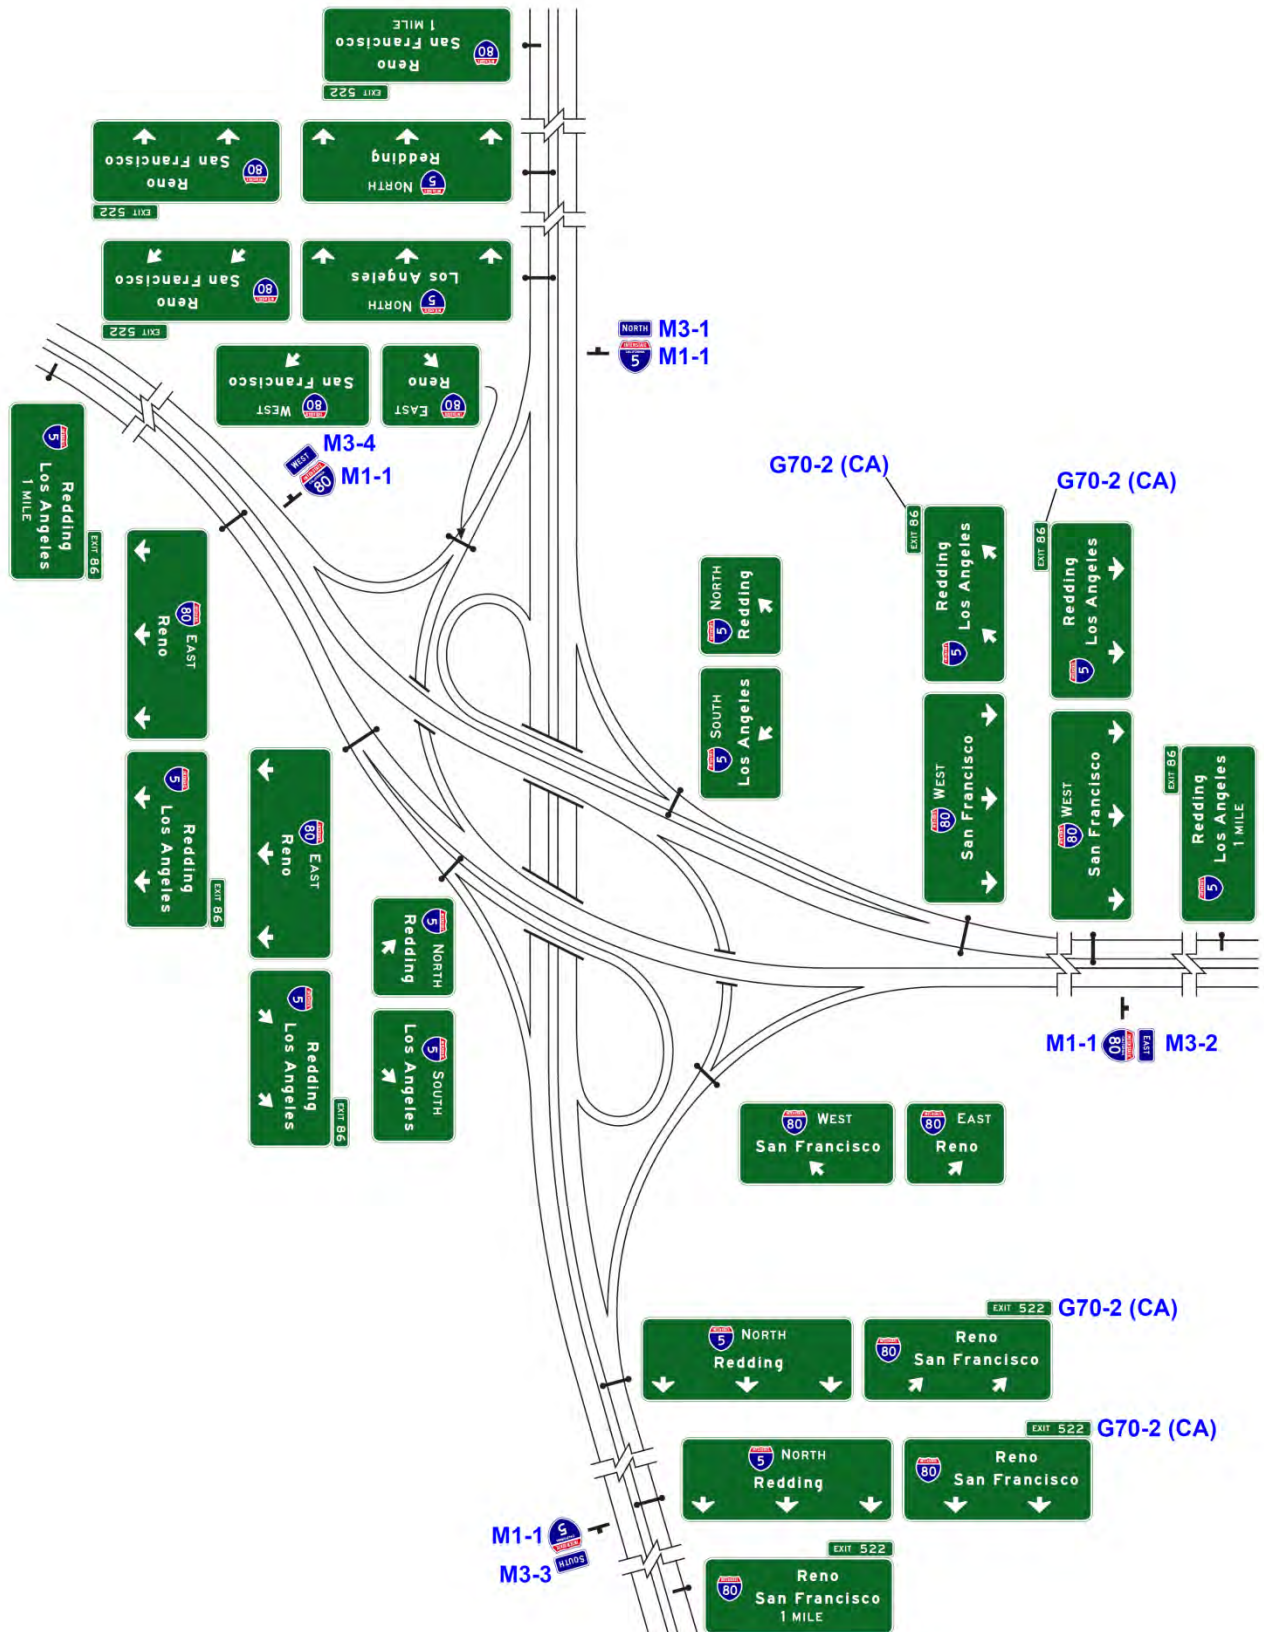 Reno
San Francisco
1 MILE
80
EXIT 522
Reno
San Francisco
80
EXIT 522
NORTH 5
Redding
Reno
San Francisco
80
EXIT 522
NORTH 5
Los Angeles
WEST 80
San Francisco
EAST 80
Reno
NORTH M3-1
INTERSTATE CALIFORNIA 5 M1-1
M3-4
WEST
80 M1-1
5
Redding
Los Angeles
1 MILE
EXIT 86
80 EAST
Reno
5
Redding
Los Angeles
EXIT 86
80 EAST
Reno
5
Redding
Los Angeles
EXIT 86
5 NORTH
Redding
5 SOUTH
Los Angeles
5 NORTH
Redding
5 SOUTH
Los Angeles
G70-2 (CA)
EXIT 86
Redding
Los Angeles
5
80 WEST
San Francisco
G70-2 (CA)
EXIT 86
Redding
Los Angeles
5
80 WEST
San Francisco
EXIT 86
Redding
Los Angeles
1 MILE
5
M1-1 80 EAST M3-2
80 WEST
San Francisco
80 EAST
Reno
EXIT 522 G70-2 (CA)
5 NORTH
Redding
80 Reno
San Francisco
EXIT 522 G70-2 (CA)
5 NORTH
Redding
80 Reno
San Francisco
M1-1 5
M3-3 SOUTH
EXIT 522
80 Reno
San Francisco
1 MILE